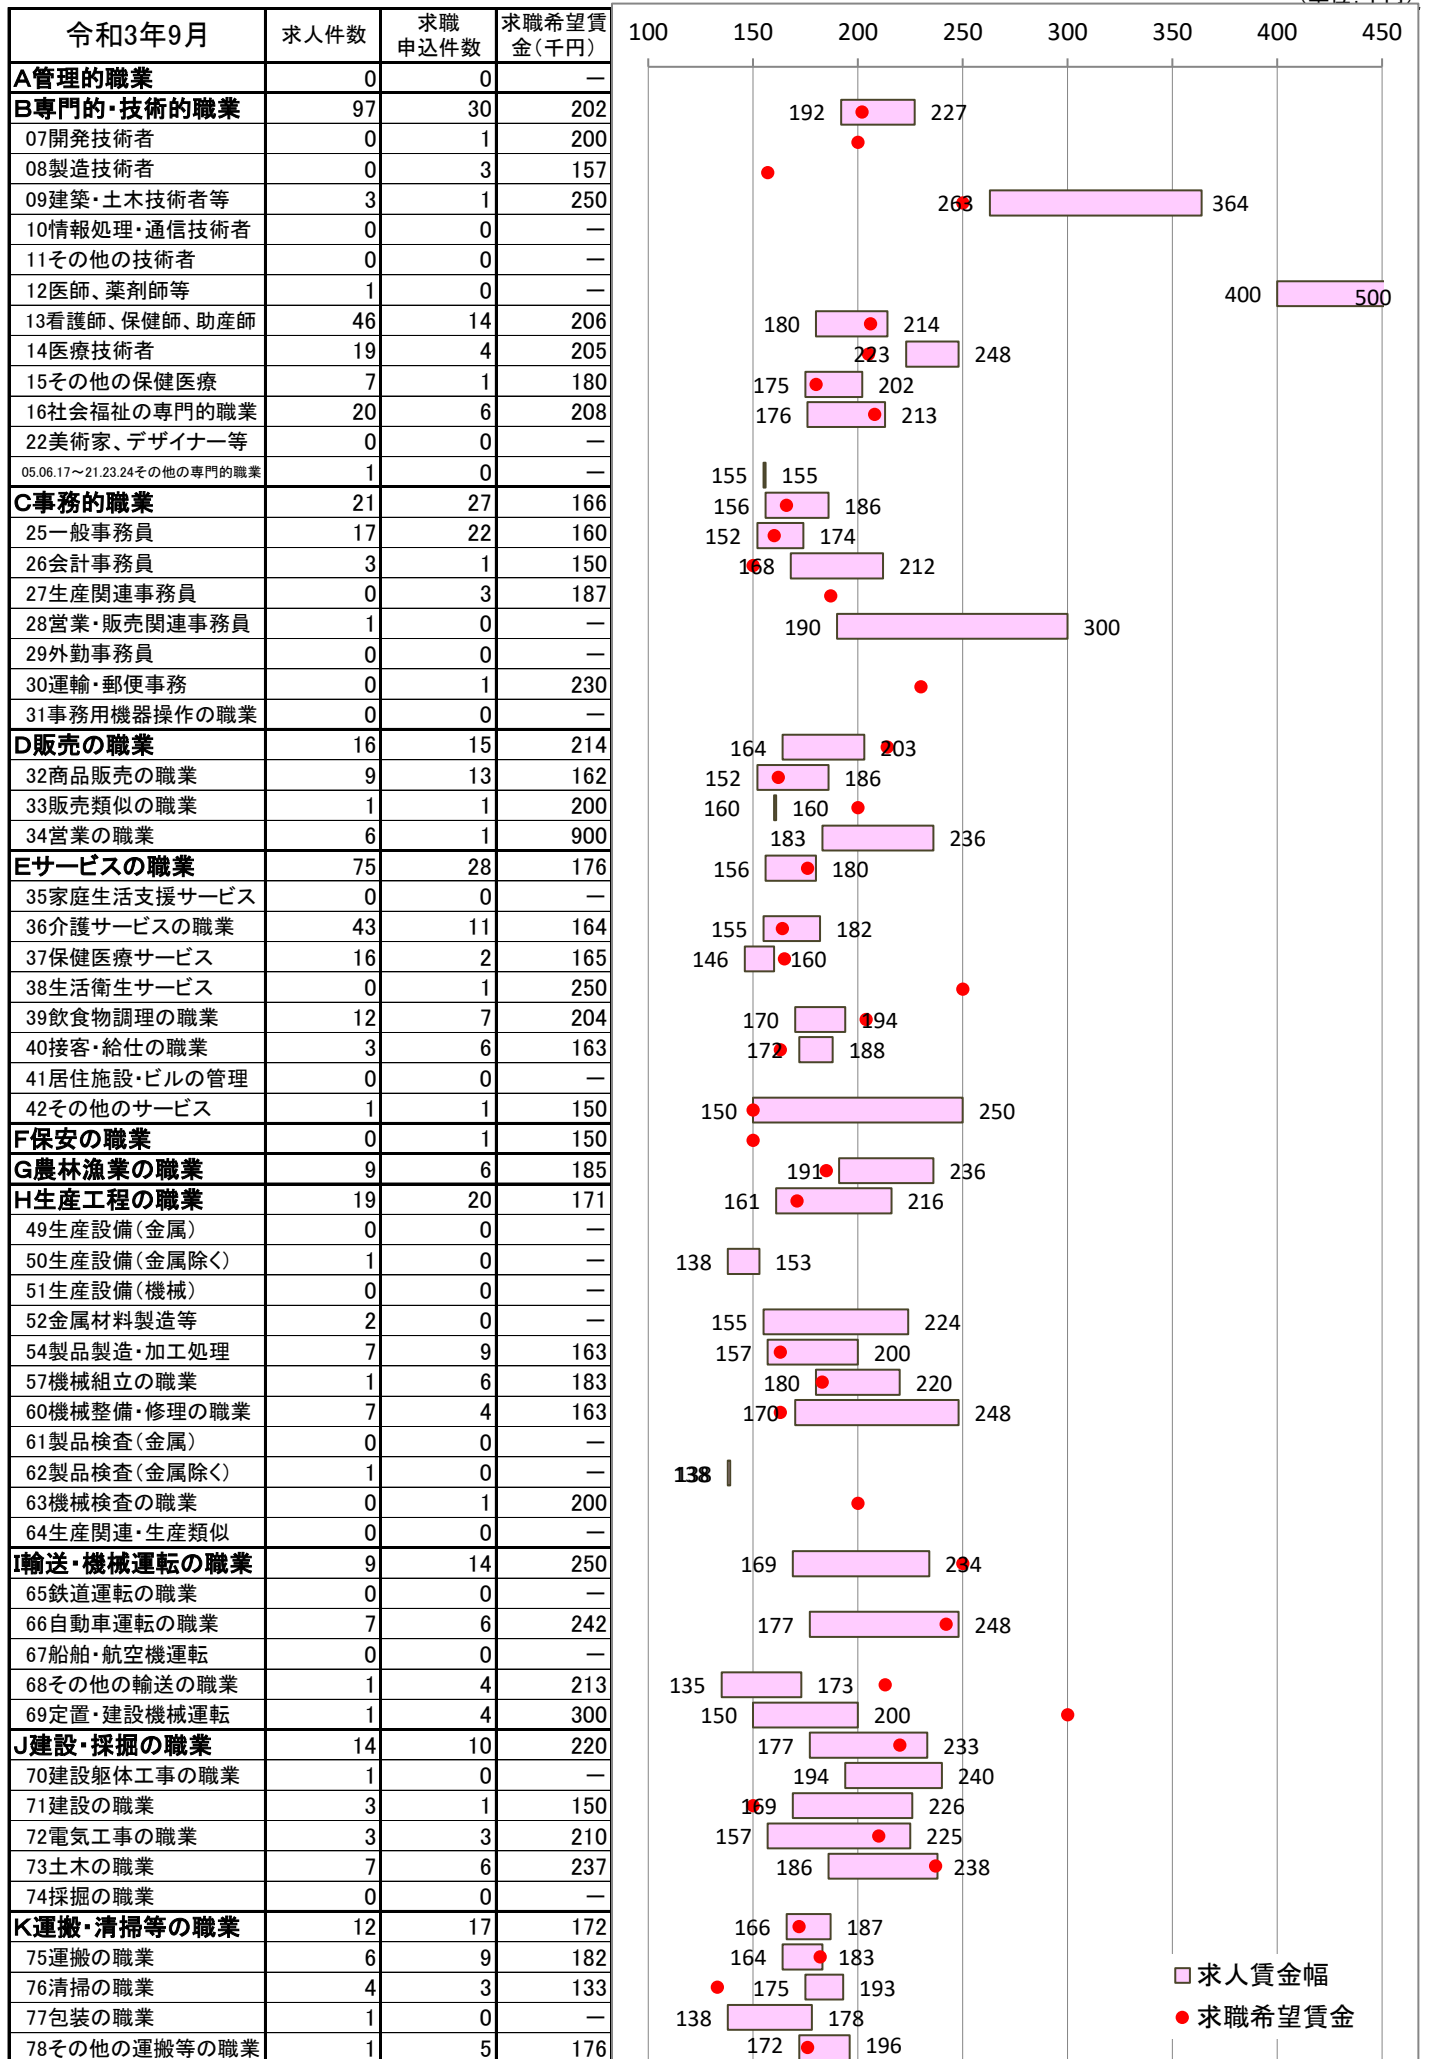 (単位:千円)
令和3年9月 求人件数 求職申込件数 求職希望賃金(千円) 100 150 200 250 300 350 400 450
A管理的職業 0 0 ―
B専門的・技術的職業 97 30 202 192 227
07開発技術者 0 1 200
08製造技術者 0 3 157
09建築・土木技術者等 3 1 250 263 364
10情報処理・通信技術者 0 0 ―
11その他の技術者 0 0 ―
12医師、薬剤師等 1 0 ― 400 500
13看護師、保健師、助産師 46 14 206 180 214
14医療技術者 19 4 205 223 248
15その他の保健医療 7 1 180 175 202
16社会福祉の専門的職業 20 6 208 176 213
22美術家、デザイナー等 0 0 ―
05.06.17~21.23.24その他の専門的職業 1 0 ― 155 155
C事務的職業 21 27 166 156 186
25一般事務員 17 22 160 152 174
26会計事務員 3 1 150 168 212
27生産関連事務員 0 3 187
28営業・販売関連事務員 1 0 ― 190 300
29外勤事務員 0 0 ―
30運輸・郵便事務 0 1 230
31事務用機器操作の職業 0 0 ―
D販売の職業 16 15 214 164 203
32商品販売の職業 9 13 162 152 186
33販売類似の職業 1 1 200 160 160
34営業の職業 6 1 900 183 236
Eサービスの職業 75 28 176 156 180
35家庭生活支援サービス 0 0 ―
36介護サービスの職業 43 11 164 155 182
37保健医療サービス 16 2 165 146 160
38生活衛生サービス 0 1 250
39飲食物調理の職業 12 7 204 170 194
40接客・給仕の職業 3 6 163 172 188
41居住施設・ビルの管理 0 0 ―
42その他のサービス 1 1 150 150 250
F保安の職業 0 1 150
G農林漁業の職業 9 6 185 191 236
H生産工程の職業 19 20 171 161 216
49生産設備(金属) 0 0 ―
50生産設備(金属除く) 1 0 ― 138 153
51生産設備(機械) 0 0 ―
52金属材料製造等 2 0 ― 155 224
54製品製造・加工処理 7 9 163 157 200
57機械組立の職業 1 6 183 180 220
60機械整備・修理の職業 7 4 163 170 248
61製品検査(金属) 0 0 ―
62製品検査(金属除く) 1 0 ― 138 138
63機械検査の職業 0 1 200
64生産関連・生産類似 0 0 ―
I輸送・機械運転の職業 9 14 250 169 234
65鉄道運転の職業 0 0 ―
66自動車運転の職業 7 6 242 177 248
67船舶・航空機運転 0 0 ―
68その他の輸送の職業 1 4 213 135 173
69定置・建設機械運転 1 4 300 150 200
J建設・採掘の職業 14 10 220 177 233
70建設躯体工事の職業 1 0 ― 194 240
71建設の職業 3 1 150 169 226
72電気工事の職業 3 3 210 157 225
73土木の職業 7 6 237 186 238
74採掘の職業 0 0 ―
K運搬・清掃等の職業 12 17 172 166 187
75運搬の職業 6 9 182 164 183
76清掃の職業 4 3 133 175 193
77包装の職業 1 0 ― 138 178
78その他の運搬等の職業 1 5 176 172 196
求人賃金幅
求職希望賃金